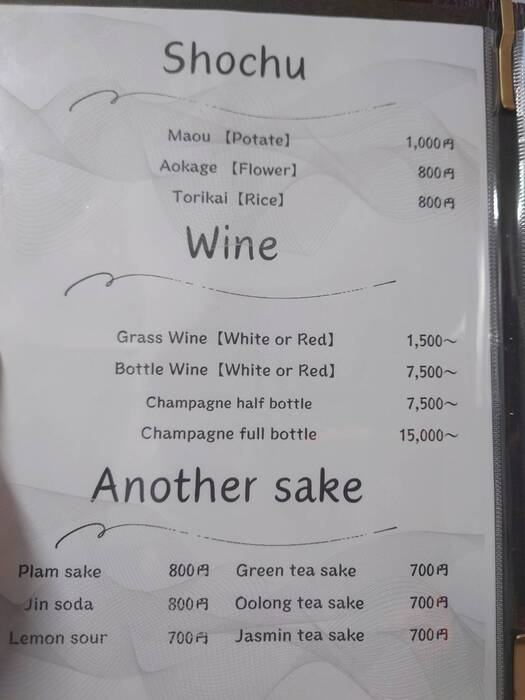 Shochu
Maou 【Potate】 1,000円
Aokage 【Flower】 800円
Torikai【Rice】 800円
Wine
Grass Wine【White or Red】 1,500〜
Bottle Wine【White or Red】 7,500〜
Champagne half bottle 7,500〜
Champagne full bottle 15,000〜
Another sake
Plam sake 800円 Green tea sake 700円
Jin soda 800円 Oolong tea sake 700円
Lemon sour 700円 Jasmin tea sake 700円